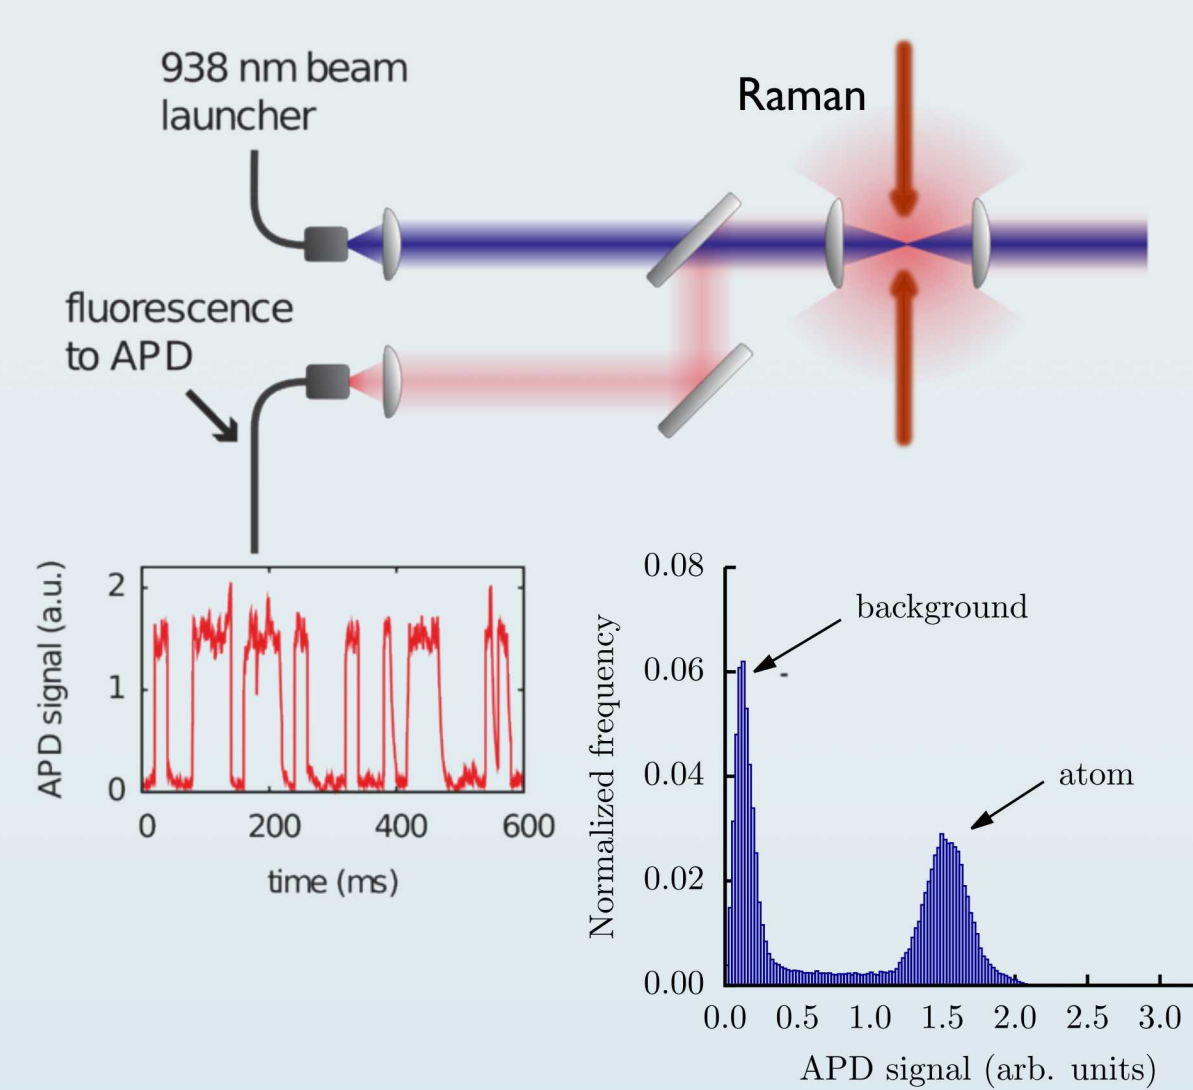 938 nm beam
launcher
Raman
fluorescence
to APD
APD signal (a.u.)
2
1
0
0 200 400 600
time (ms)
Normalized frequency
0.08
0.06
0.04
0.02
0.00
background
atom
0.0 0.5 1.0 1.5 2.0 2.5 3.0
APD signal (arb. units)